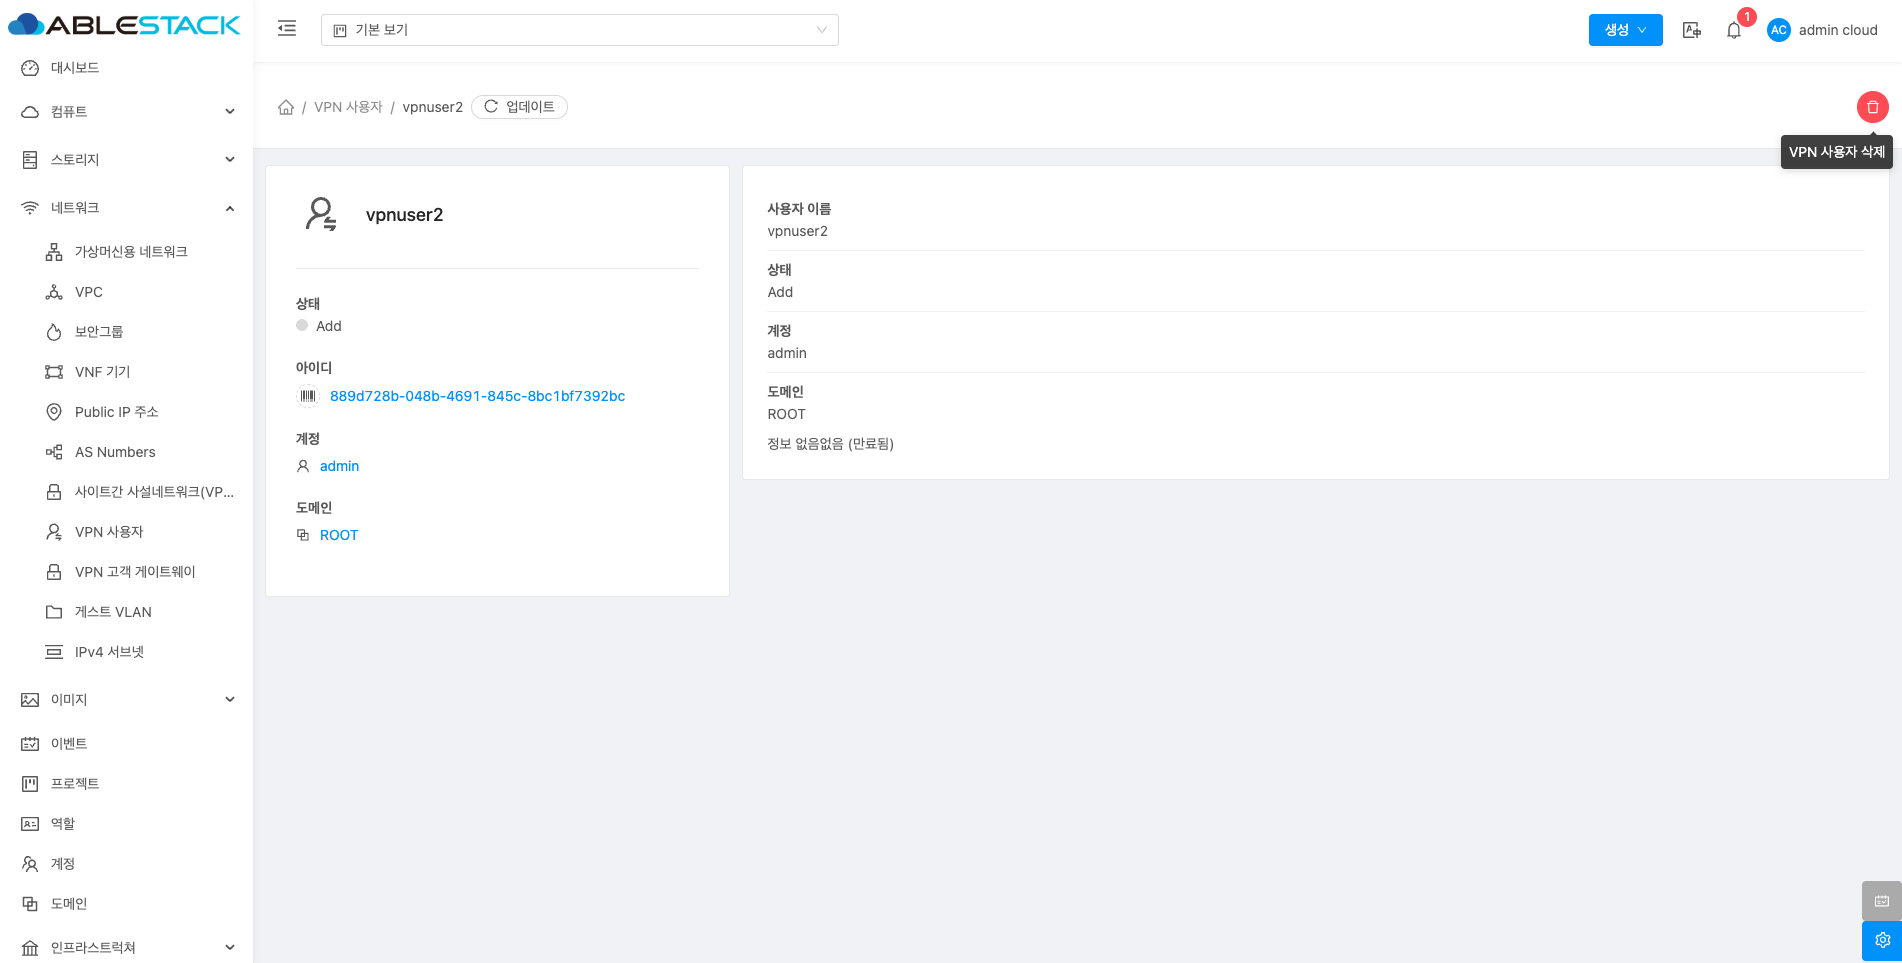 ABLESTACK
기본 보기
생성
1
AC
admin cloud
대시보드
컴퓨트
스토리지
네트워크
가상머신용 네트워크
VPC
보안그룹
VNF 기기
Public IP 주소
AS Numbers
사이트간 사설네트워크(VP...
VPN 사용자
VPN 고객 게이트웨이
게스트 VLAN
IPv4 서브넷
이미지
이벤트
프로젝트
역할
계정
도메인
인프라스트럭쳐
/ VPN 사용자 / vpnuser2
업데이트
VPN 사용자 삭제
vpnuser2
상태
Add
아이디
889d728b-048b-4691-845c-8bc1bf7392bc
계정
admin
도메인
ROOT
사용자 이름
vpnuser2
상태
Add
계정
admin
도메인
ROOT
정보 없음없음 (만료됨)